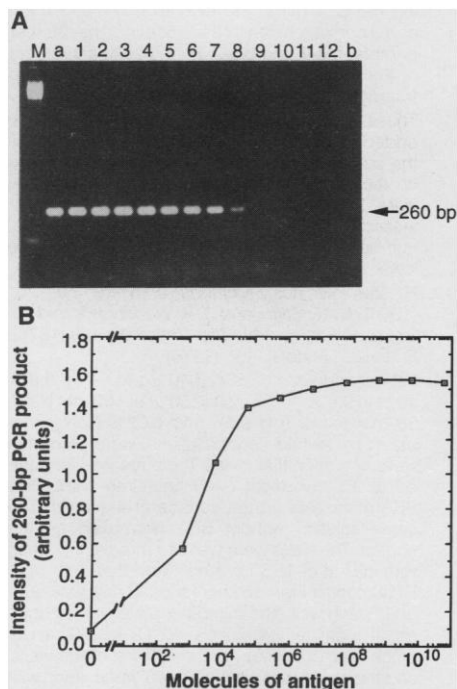 A
M a 1 2 3 4 5 6 7 8 9 10 11 12 b
260 bp
B
Intensity of 260-bp PCR product
(arbitrary units)
1.8
1.6
1.4
1.2
1.0
0.8
0.6
0.4
0.2
0.0
0 10² 10⁴ 10⁶ 10⁸ 10¹⁰
Molecules of antigen